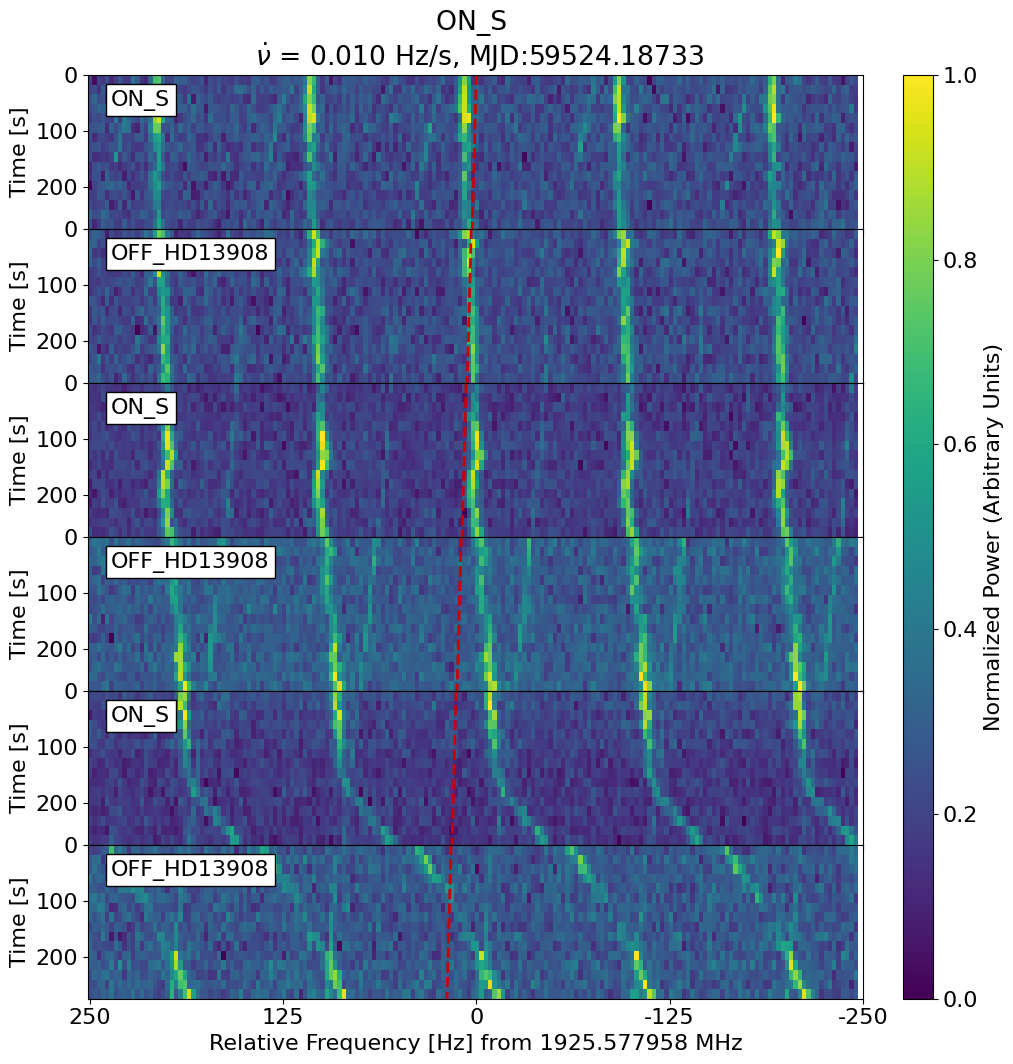 ON_S
ν̇ = 0.010 Hz/s, MJD:59524.18733
0
100
200
Time [s]
ON_S
0
100
200
Time [s]
OFF_HD13908
0
100
200
Time [s]
ON_S
0
100
200
Time [s]
OFF_HD13908
0
100
200
Time [s]
ON_S
0
100
200
Time [s]
OFF_HD13908
250
125
0
-125
-250
Relative Frequency [Hz] from 1925.577958 MHz
1.0
0.8
0.6
0.4
0.2
0.0
Normalized Power (Arbitrary Units)